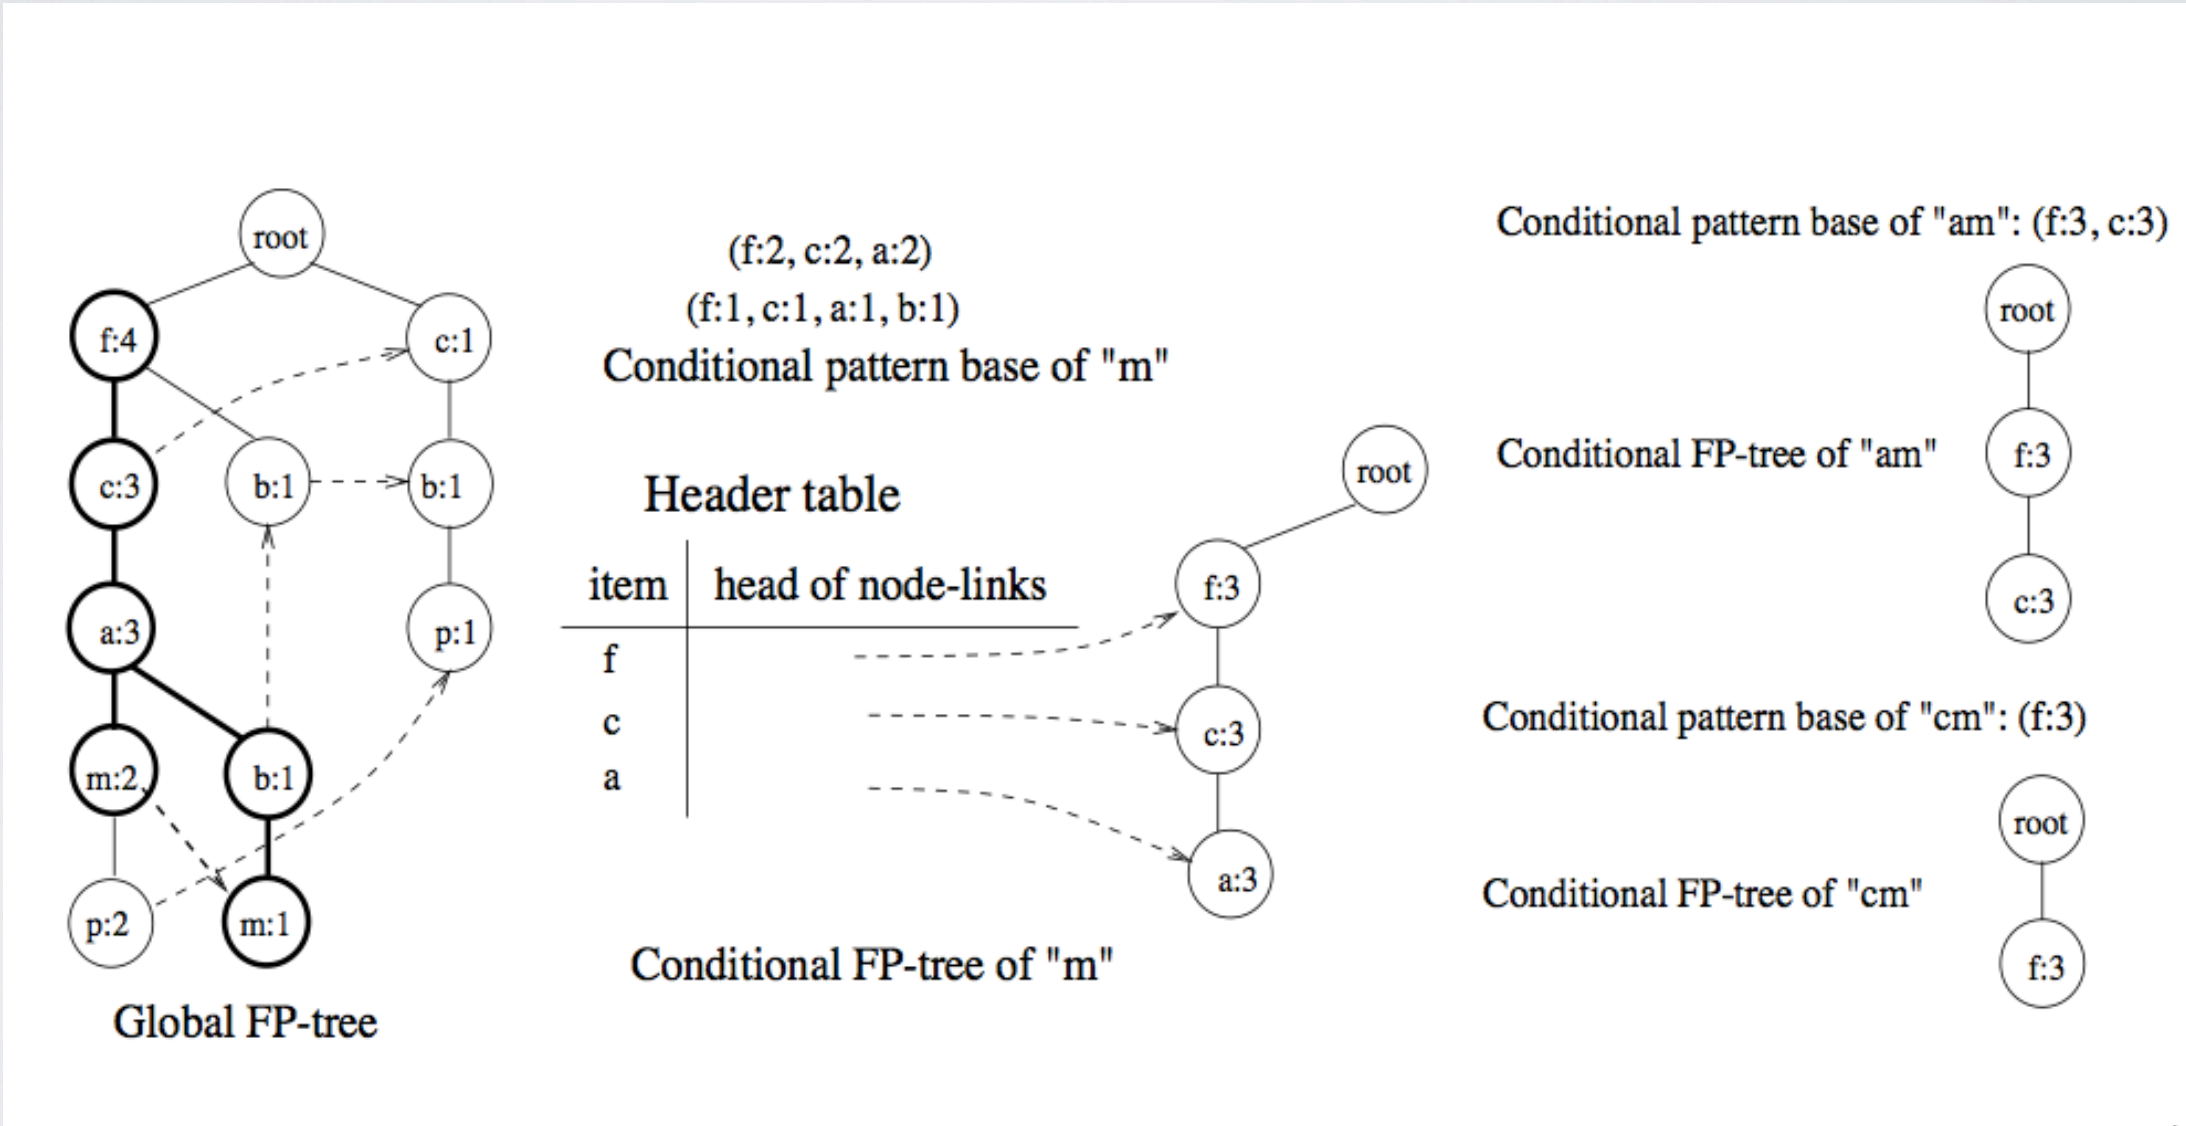 root
f:4
c:1
c:3
b:1
b:1
a:3
p:1
m:2
b:1
p:2
m:1
Global FP-tree
(f:2, c:2, a:2)
(f:1, c:1, a:1, b:1)
Conditional pattern base of "m"
Header table
item head of node-links
f
c
a
root
f:3
c:3
a:3
Conditional FP-tree of "m"
Conditional pattern base of "am": (f:3, c:3)
root
Conditional FP-tree of "am"
f:3
c:3
Conditional pattern base of "cm": (f:3)
root
Conditional FP-tree of "cm"
f:3